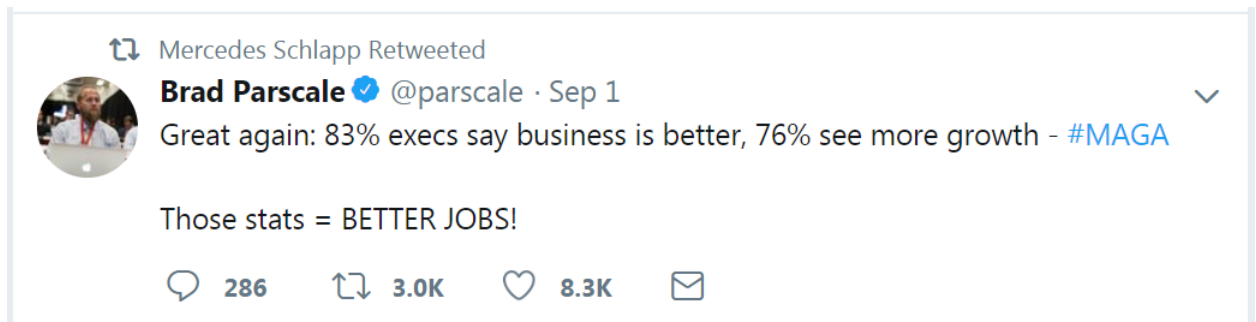 Mercedes Schlapp Retweeted
Brad Parscale @parscale · Sep 1
Great again: 83% execs say business is better, 76% see more growth - #MAGA
Those stats = BETTER JOBS!
286 3.0K 8.3K